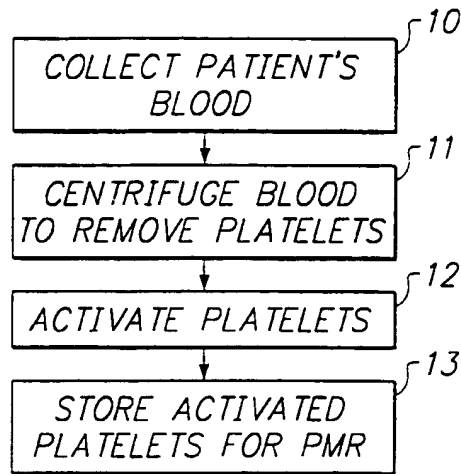 10
COLLECT PATIENT'S
BLOOD
11
CENTRIFUGE BLOOD
TO REMOVE PLATELETS
12
ACTIVATE PLATELETS
13
STORE ACTIVATED
PLATELETS FOR PMR